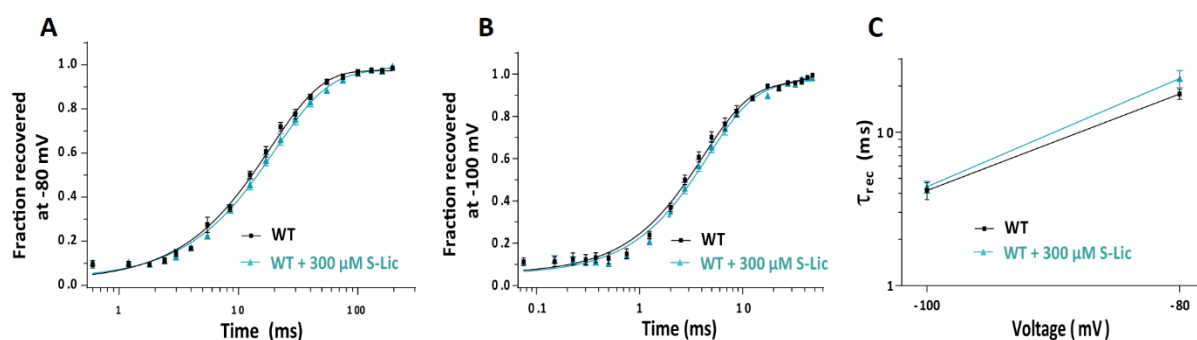 A
Fraction recovered
at -80 mV
1.0
0.8
0.6
0.4
0.2
0.0
WT
WT + 300 μM S-Lic
1
10
100
Time (ms)
B
Fraction recovered
at -100 mV
1.0
0.8
0.6
0.4
0.2
0.0
WT
WT + 300 μM S-Lic
0.1
1
10
Time (ms)
C
τrec (ms)
10
1
WT
WT + 300 μM S-Lic
-100
-80
Voltage (mV)